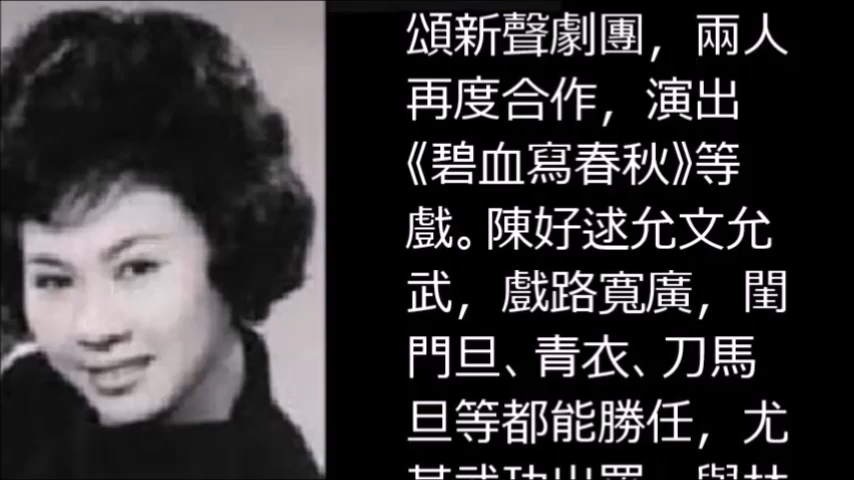 頌新聲劇團，兩人
再度合作，演出
《碧血寫春秋》等
戲。陳好逑允文允
武，戲路寬廣，閨
門旦、青衣、刀馬
旦等都能勝任，尤